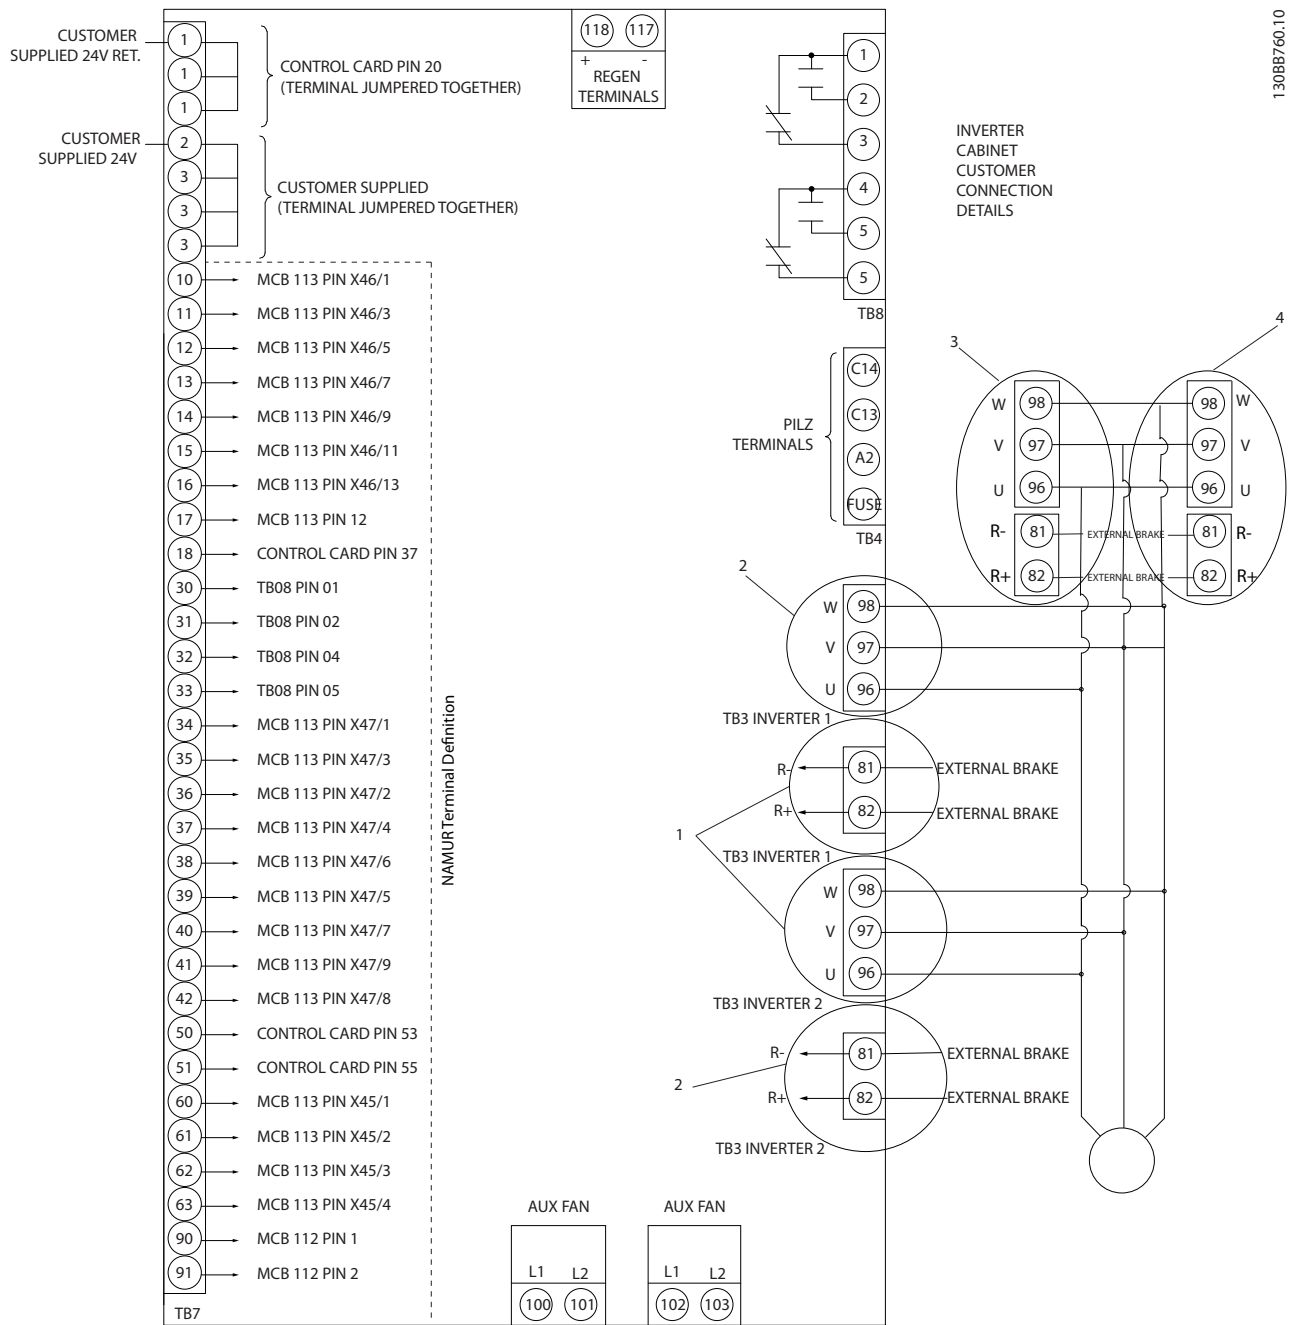 130BB760.10
CUSTOMER
SUPPLIED 24V RET.
1
1
1
CONTROL CARD PIN 20
(TERMINAL JUMPERED TOGETHER)
CUSTOMER
SUPPLIED 24V
2
3
3
3
CUSTOMER SUPPLIED
(TERMINAL JUMPERED TOGETHER)
10 MCB 113 PIN X46/1
11 MCB 113 PIN X46/3
12 MCB 113 PIN X46/5
13 MCB 113 PIN X46/7
14 MCB 113 PIN X46/9
15 MCB 113 PIN X46/11
16 MCB 113 PIN X46/13
17 MCB 113 PIN 12
18 CONTROL CARD PIN 37
30 TB08 PIN 01
31 TB08 PIN 02
32 TB08 PIN 04
33 TB08 PIN 05
34 MCB 113 PIN X47/1
35 MCB 113 PIN X47/3
36 MCB 113 PIN X47/2
37 MCB 113 PIN X47/4
38 MCB 113 PIN X47/6
39 MCB 113 PIN X47/5
40 MCB 113 PIN X47/7
41 MCB 113 PIN X47/9
42 MCB 113 PIN X47/8
50 CONTROL CARD PIN 53
51 CONTROL CARD PIN 55
60 MCB 113 PIN X45/1
61 MCB 113 PIN X45/2
62 MCB 113 PIN X45/3
63 MCB 113 PIN X45/4
90 MCB 112 PIN 1
91 MCB 112 PIN 2
TB7
NAMUR Terminal Definition
118 117
+ -
REGEN
TERMINALS
1
2
3
4
5
5
TB8
INVERTER
CABINET
CUSTOMER
CONNECTION
DETAILS
PILZ
TERMINALS
C14
C13
A2
FUSE
TB4
3
4
W 98 98 W
V 97 97 V
U 96 96 U
R- 81 EXTERNAL BRAKE 81 R-
R+ 82 EXTERNAL BRAKE 82 R+
2
W 98
V 97
U 96
TB3 INVERTER 1
R- 81 EXTERNAL BRAKE
R+ 82 EXTERNAL BRAKE
1
TB3 INVERTER 1
W 98
V 97
U 96
TB3 INVERTER 2
R- 81 EXTERNAL BRAKE
2
R+ 82 EXTERNAL BRAKE
TB3 INVERTER 2
AUX FAN
L1 L2
100 101
AUX FAN
L1 L2
102 103